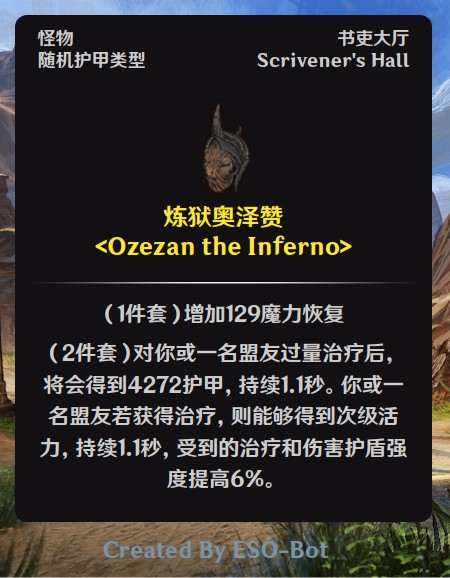 怪物
书吏大厅
随机护甲类型
Scrivener's Hall
炼狱奥泽赞
<Ozezan the Inferno>
（1件套）增加129魔力恢复
（2件套）对你或一名盟友过量治疗后，
将会得到4272护甲，持续1.1秒。你或一
名盟友若获得治疗，则能够得到次级活
力，持续1.1秒，受到的治疗和伤害护盾强
度提高6%。
Created By ESO-Bot